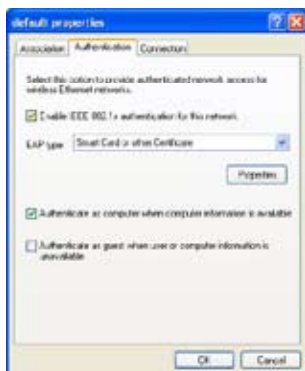 default properties
Association Authentication Connection
Select this option to provide authenticated network access for
wireless Ethernet networks.
Enable IEEE 802.1x authentication for this network
EAP type: Smart Card or other Certificate
Properties
Authenticate as computer when computer information is available
Authenticate as guest when user or computer information is
unavailable
OK Cancel